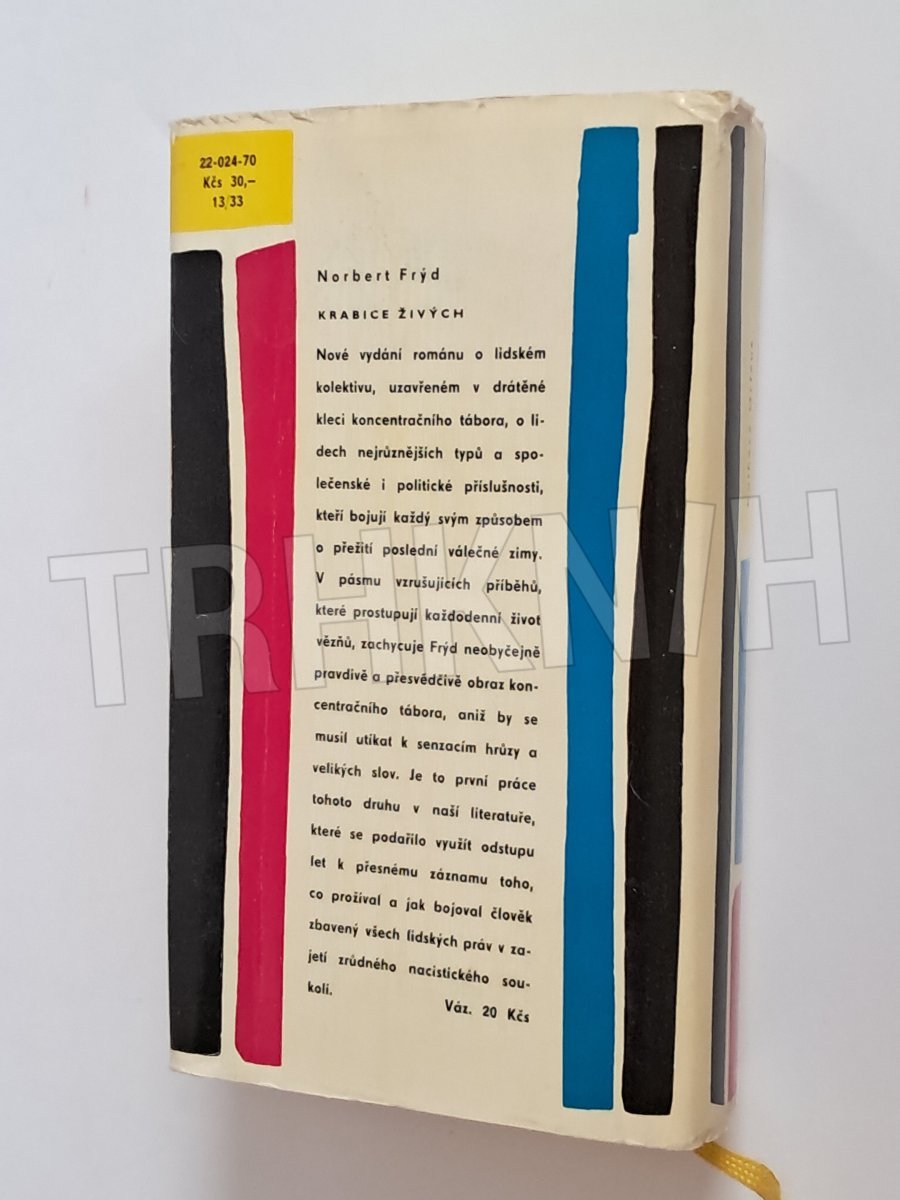 22-024-70
Kčs 30,—
13/33
Norbert Frýd
KRABICE ŽIVÝCH
Nové vydání románu o lidském
kolektivu, uzavřeném v drátěné
kleci koncentračního tábora, o li-
dech nejrůznějších typů a spo-
lečenské i politické příslušnosti,
kteří bojují každý svým způsobem
o přežití poslední válečné zimy.
V pásmu vzrušujících příběhů,
které prostupují každodenní život
vězňů, zachycuje Frýd neobyčejně
pravdivě a přesvědčivě obraz kon-
centračního tábora, aniž by se
musil utíkat k senzacím hrůzy a
velikých slov. Je to první práce
tohoto druhu v naší literatuře,
které se podařilo využít odstupu
let k přesnému záznamu toho,
co prožíval a jak bojoval člověk
zbavený všech lidských práv v za-
jetí zrůdného nacistického sou-
kolí.
Váz. 20 Kčs
TRHKNIH